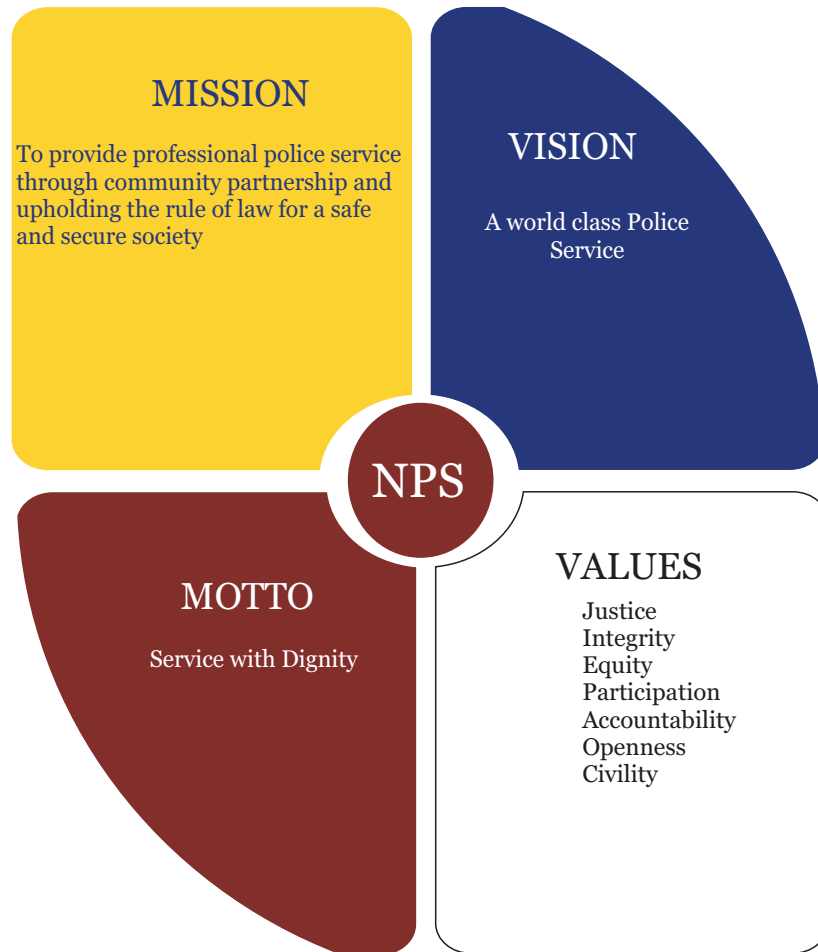 MISSION
To provide professional police service
through community partnership and
upholding the rule of law for a safe
and secure society
VISION
A world class Police
Service
NPS
MOTTO
Service with Dignity
VALUES
Justice
Integrity
Equity
Participation
Accountability
Openness
Civility